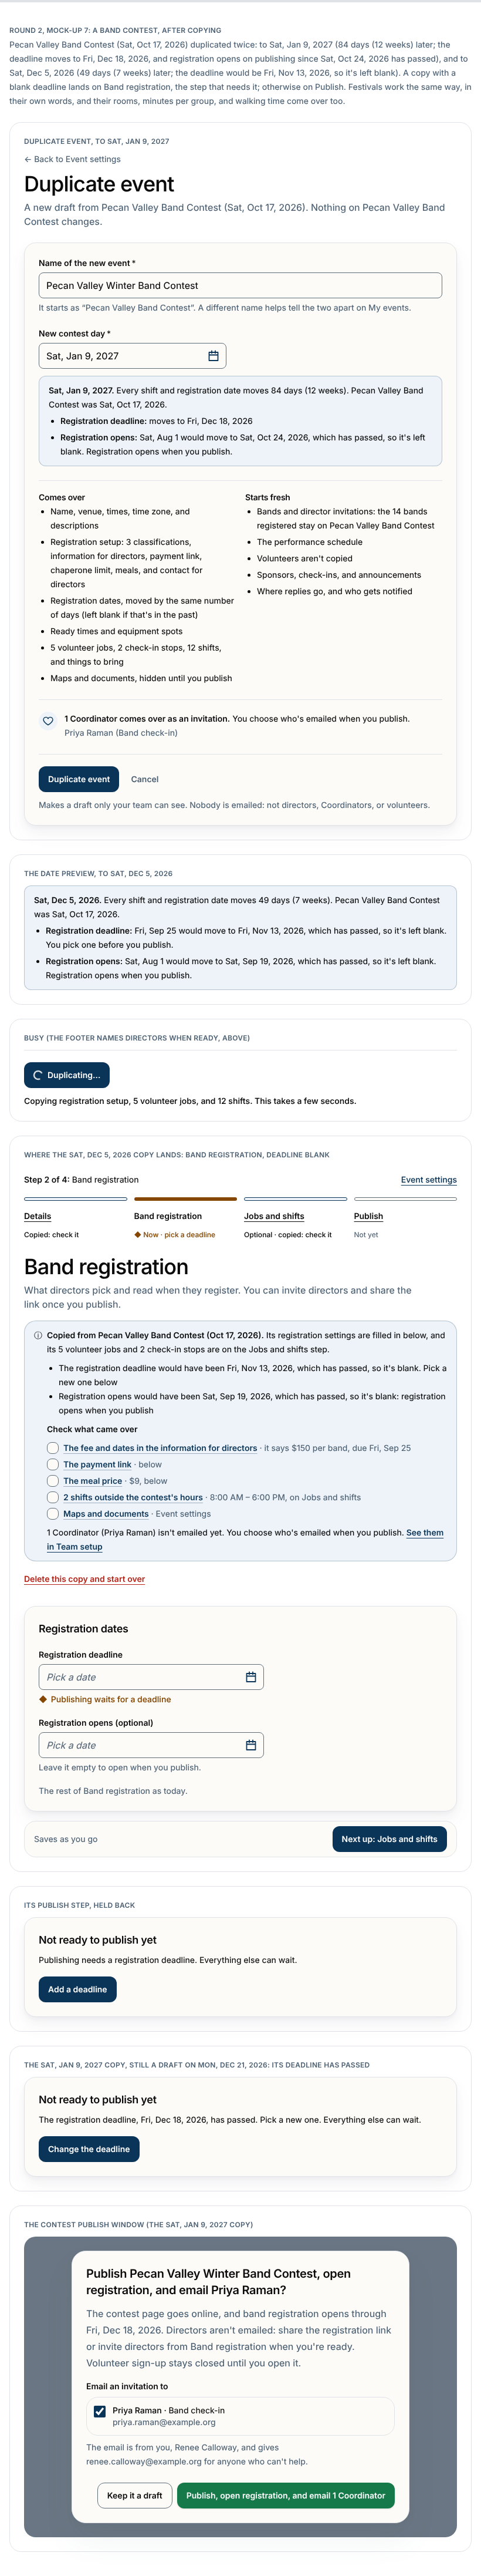 ROUND 2, MOCK-UP 7: A BAND CONTEST, AFTER COPYING
Pecan Valley Band Contest (Sat, Oct 17, 2026) duplicated twice: to Sat, Jan 9, 2027 (84 days (12 weeks) later; the
deadline moves to Fri, Dec 18, 2026, and registration opens on publishing since Sat, Oct 24, 2026 has passed), and to
Sat, Dec 5, 2026 (49 days (7 weeks) later; the deadline would be Fri, Nov 13, 2026, so it's left blank). A copy with a
blank deadline lands on Band registration, the step that needs it; otherwise on Publish. Festivals work the same way, in
their own words, and their rooms, minutes per group, and walking time come over too.
DUPLICATE EVENT, TO SAT, JAN 9, 2027
← Back to Event settings
Duplicate event
A new draft from Pecan Valley Band Contest (Sat, Oct 17, 2026). Nothing on Pecan Valley Band
Contest changes.
Name of the new event *
Pecan Valley Winter Band Contest
It starts as “Pecan Valley Band Contest”. A different name helps tell the two apart on My events.
New contest day *
Sat, Jan 9, 2027
Sat, Jan 9, 2027. Every shift and registration date moves 84 days (12 weeks). Pecan Valley Band
Contest was Sat, Oct 17, 2026.
• Registration deadline: moves to Fri, Dec 18, 2026
• Registration opens: Sat, Aug 1 would move to Sat, Oct 24, 2026, which has passed, so it's left
blank. Registration opens when you publish.
Comes over
• Name, venue, times, time zone, and
descriptions
• Registration setup: 3 classifications,
information for directors, payment link,
chaperone limit, meals, and contact for
directors
• Registration dates, moved by the same number
of days (left blank if that's in the past)
• Ready times and equipment spots
• 5 volunteer jobs, 2 check-in stops, 12 shifts,
and things to bring
• Maps and documents, hidden until you publish
Starts fresh
• Bands and director invitations: the 14 bands
registered stay on Pecan Valley Band Contest
• The performance schedule
• Volunteers aren't copied
• Sponsors, check-ins, and announcements
• Where replies go, and who gets notified
1 Coordinator comes over as an invitation. You choose who's emailed when you publish.
Priya Raman (Band check-in)
Duplicate event
Cancel
Makes a draft only your team can see. Nobody is emailed: not directors, Coordinators, or volunteers.
THE DATE PREVIEW, TO SAT, DEC 5, 2026
Sat, Dec 5, 2026. Every shift and registration date moves 49 days (7 weeks). Pecan Valley Band Contest
was Sat, Oct 17, 2026.
• Registration deadline: Fri, Sep 25 would move to Fri, Nov 13, 2026, which has passed, so it's left blank.
You pick one before you publish.
• Registration opens: Sat, Aug 1 would move to Sat, Sep 19, 2026, which has passed, so it's left blank.
Registration opens when you publish.
BUSY (THE FOOTER NAMES DIRECTORS WHEN READY, ABOVE)
Duplicating...
Copying registration setup, 5 volunteer jobs, and 12 shifts. This takes a few seconds.
WHERE THE SAT, DEC 5, 2026 COPY LANDS: BAND REGISTRATION, DEADLINE BLANK
Step 2 of 4: Band registration
Event settings
Details
Copied: check it
Band registration
◆ Now · pick a deadline
Jobs and shifts
Optional · copied: check it
Publish
Not yet
Band registration
What directors pick and read when they register. You can invite directors and share the
link once you publish.
Copied from Pecan Valley Band Contest (Oct 17, 2026). Its registration settings are filled in below, and
its 5 volunteer jobs and 2 check-in stops are on the Jobs and shifts step.
• The registration deadline would have been Fri, Nov 13, 2026, which has passed, so it's blank. Pick a
new one below
• Registration opens would have been Sat, Sep 19, 2026, which has passed, so it's blank: registration
opens when you publish
Check what came over
The fee and dates in the information for directors · it says $150 per band, due Fri, Sep 25
The payment link · below
The meal price · $9, below
2 shifts outside the contest's hours · 8:00 AM – 6:00 PM, on Jobs and shifts
Maps and documents · Event settings
1 Coordinator (Priya Raman) isn't emailed yet. You choose who's emailed when you publish. See them
in Team setup
Delete this copy and start over
Registration dates
Registration deadline
Pick a date
◆ Publishing waits for a deadline
Registration opens (optional)
Pick a date
Leave it empty to open when you publish.
The rest of Band registration as today.
Saves as you go
Next up: Jobs and shifts
ITS PUBLISH STEP, HELD BACK
Not ready to publish yet
Publishing needs a registration deadline. Everything else can wait.
Add a deadline
THE SAT, JAN 9, 2027 COPY, STILL A DRAFT ON MON, DEC 21, 2026: ITS DEADLINE HAS PASSED
Not ready to publish yet
The registration deadline, Fri, Dec 18, 2026, has passed. Pick a new one. Everything else can wait.
Change the deadline
THE CONTEST PUBLISH WINDOW (THE SAT, JAN 9, 2027 COPY)
Publish Pecan Valley Winter Band Contest, open
registration, and email Priya Raman?
The contest page goes online, and band registration opens through
Fri, Dec 18, 2026. Directors aren't emailed: share the registration link
or invite directors from Band registration when you're ready.
Volunteer sign-up stays closed until you open it.
Email an invitation to
Priya Raman · Band check-in
priya.raman@example.org
The email is from you, Renee Calloway, and gives
renee.calloway@example.org for anyone who can't help.
Keep it a draft
Publish, open registration, and email 1 Coordinator